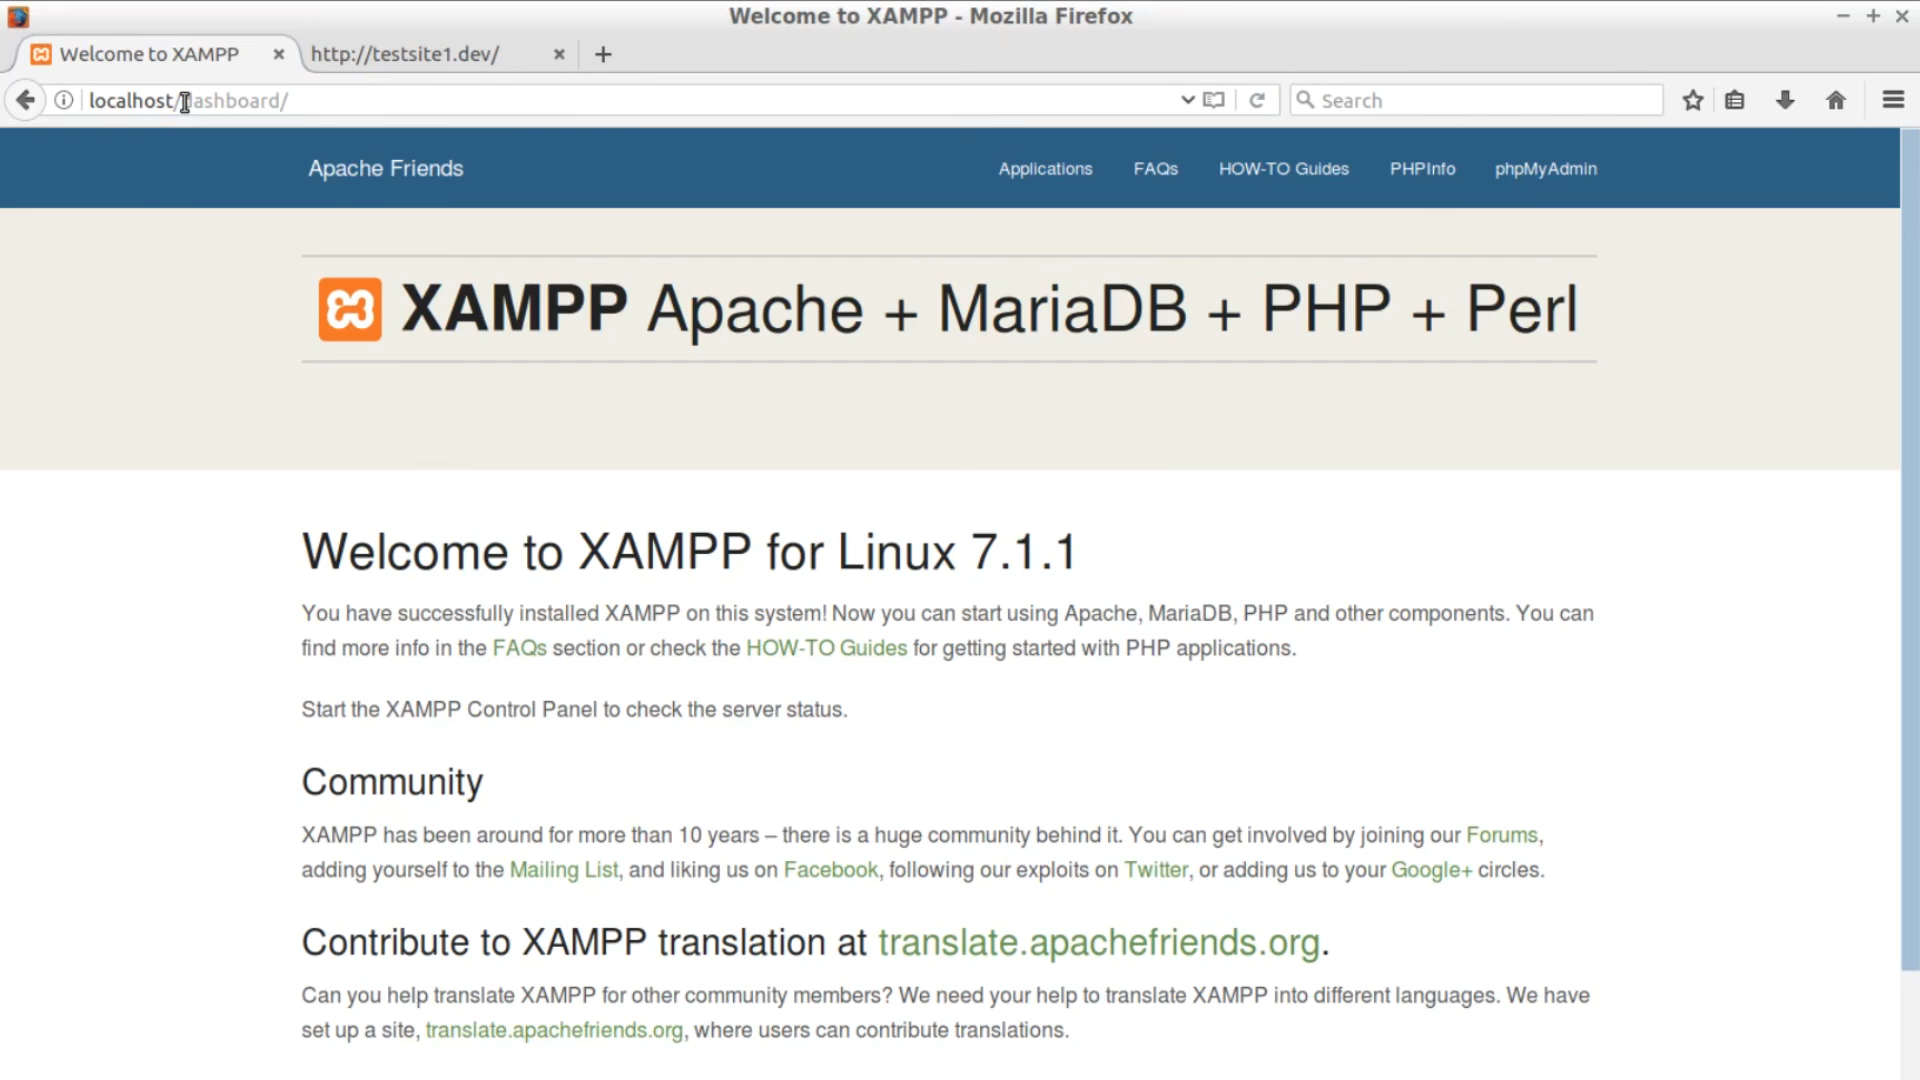 Welcome to XAMPP - Mozilla Firefox
Welcome to XAMPP
http://testsite1.dev/
localhost/dashboard/
Search
Apache Friends
Applications
FAQs
HOW-TO Guides
PHPInfo
phpMyAdmin
XAMPP Apache + MariaDB + PHP + Perl
Welcome to XAMPP for Linux 7.1.1
You have successfully installed XAMPP on this system! Now you can start using Apache, MariaDB, PHP and other components. You can
find more info in the FAQs section or check the HOW-TO Guides for getting started with PHP applications.
Start the XAMPP Control Panel to check the server status.
Community
XAMPP has been around for more than 10 years – there is a huge community behind it. You can get involved by joining our Forums,
adding yourself to the Mailing List, and liking us on Facebook, following our exploits on Twitter, or adding us to your Google+ circles.
Contribute to XAMPP translation at translate.apachefriends.org.
Can you help translate XAMPP for other community members? We need your help to translate XAMPP into different languages. We have
set up a site, translate.apachefriends.org, where users can contribute translations.